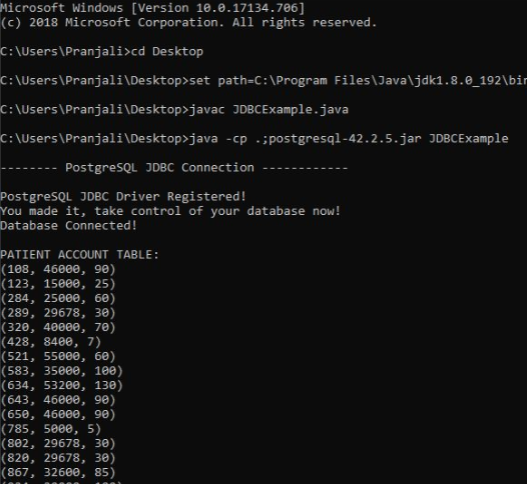 Microsoft Windows [Version 10.0.17134.706]
(c) 2018 Microsoft Corporation. All rights reserved.
C:\Users\Pranjali>cd Desktop
C:\Users\Pranjali\Desktop>set path=C:\Program Files\Java\jdk1.8.0_192\bin
C:\Users\Pranjali\Desktop>javac JDBCExample.java
C:\Users\Pranjali\Desktop>java -cp .;postgresql-42.2.5.jar JDBCExample
-------- PostgreSQL JDBC Connection ------------
PostgreSQL JDBC Driver Registered!
You made it, take control of your database now!
Database Connected!
PATIENT ACCOUNT TABLE:
(108, 46000, 90)
(123, 15000, 25)
(284, 25000, 60)
(289, 29678, 30)
(320, 40000, 70)
(428, 8400, 7)
(521, 55000, 60)
(583, 35000, 100)
(634, 53200, 130)
(643, 46000, 90)
(650, 46000, 90)
(785, 5000, 5)
(802, 29678, 30)
(820, 29678, 30)
(867, 32600, 85)